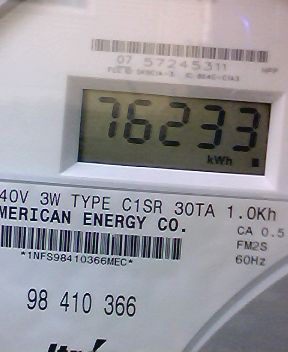 07 57245311
76233
kWh
40V 3W TYPE C1SR 30TA 1.0Kh
MERICAN ENERGY CO.
CA 0.5
FM2S
*1NFS98410366MEC*
60Hz
98 410 366